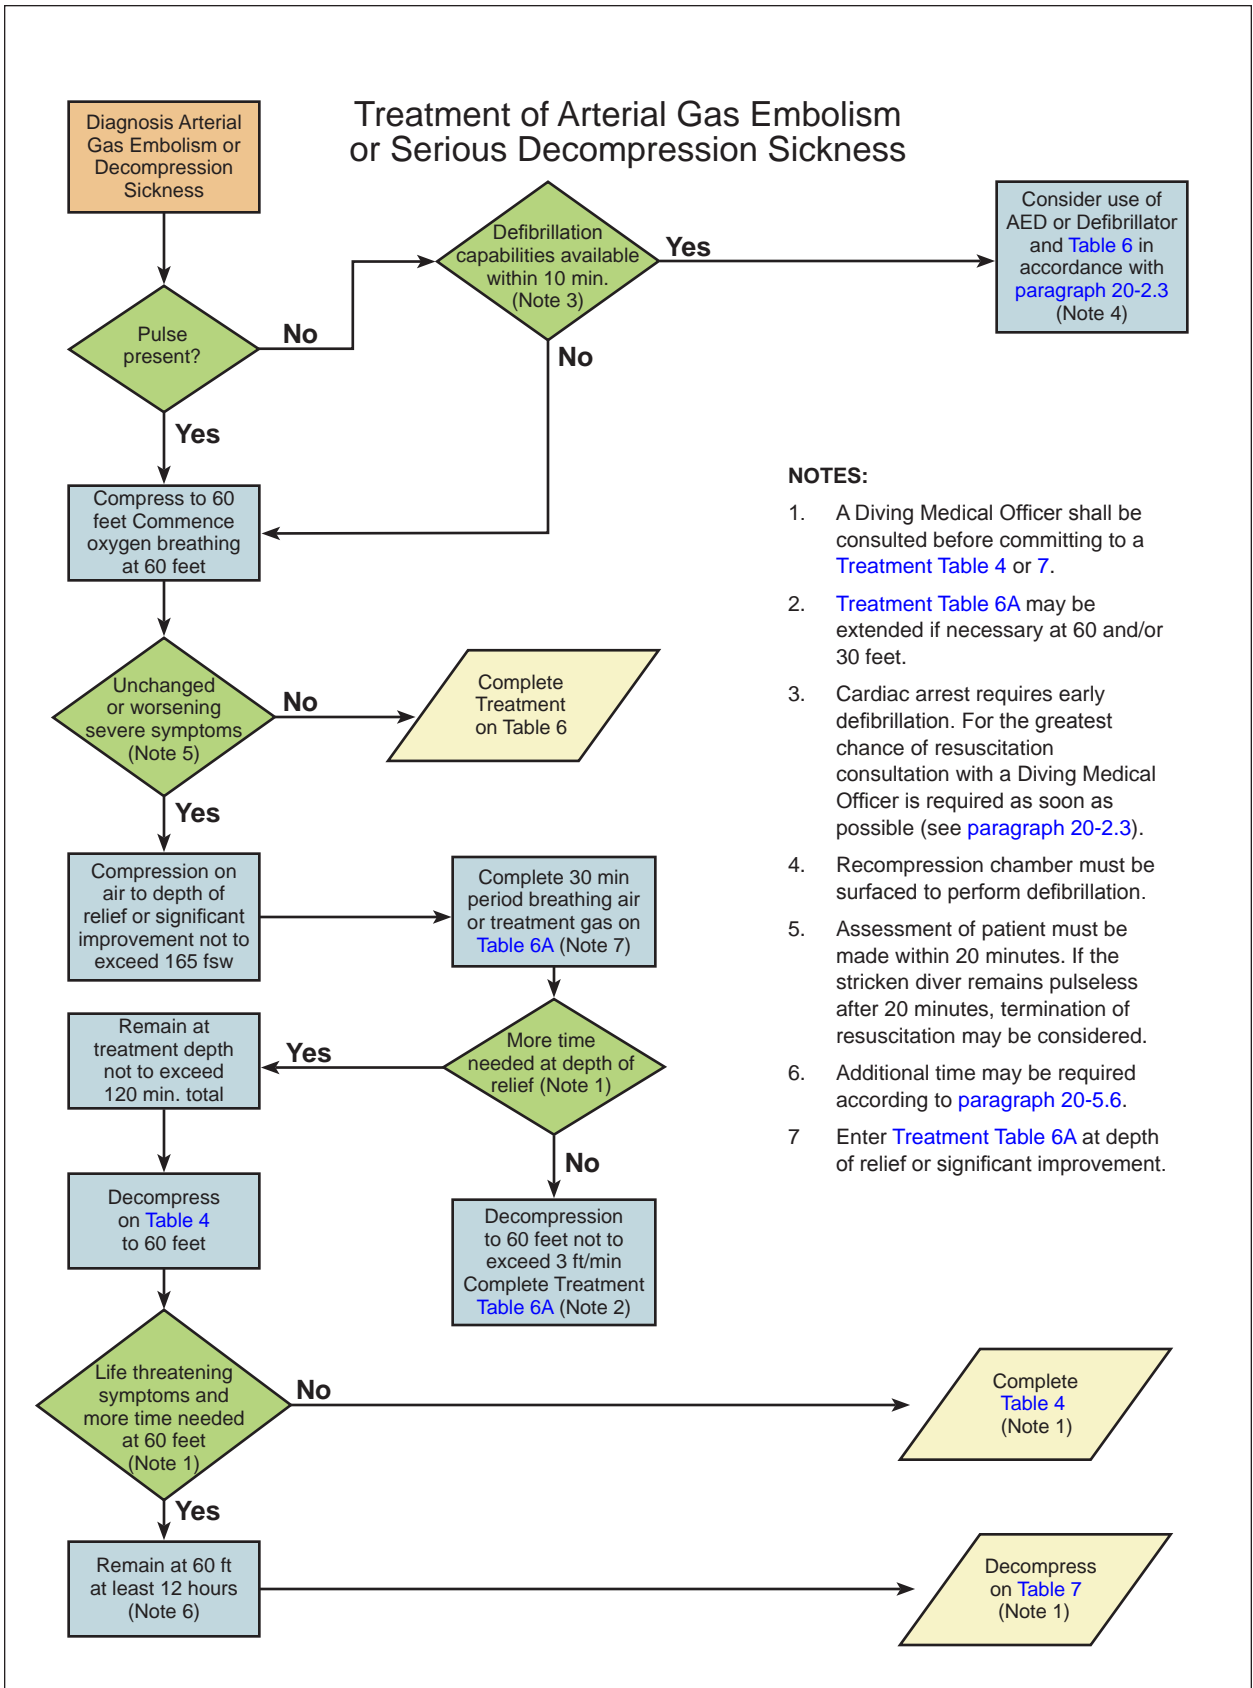 Treatment of Arterial Gas Embolism
or Serious Decompression Sickness
Diagnosis Arterial
Gas Embolism or
Decompression
Sickness
Pulse
present?
No
Yes
Defibrillation
capabilities available
within 10 min.
(Note 3)
Yes
No
Consider use of
AED or Defibrillator
and Table 6 in
accordance with
paragraph 20-2.3
(Note 4)
Compress to 60
feet Commence
oxygen breathing
at 60 feet
Unchanged
or worsening
severe symptoms
(Note 5)
No
Yes
Complete
Treatment
on Table 6
Compression on
air to depth of
relief or significant
improvement not to
exceed 165 fsw
Complete 30 min
period breathing air
or treatment gas on
Table 6A (Note 7)
More time
needed at depth of
relief (Note 1)
Yes
No
Remain at
treatment depth
not to exceed
120 min. total
Decompress
on Table 4
to 60 feet
Decompression
to 60 feet not to
exceed 3 ft/min
Complete Treatment
Table 6A (Note 2)
Life threatening
symptoms and
more time needed
at 60 feet
(Note 1)
No
Yes
Complete
Table 4
(Note 1)
Remain at 60 ft
at least 12 hours
(Note 6)
Decompress
on Table 7
(Note 1)
NOTES:
1. A Diving Medical Officer shall be
consulted before committing to a
Treatment Table 4 or 7.
2. Treatment Table 6A may be
extended if necessary at 60 and/or
30 feet.
3. Cardiac arrest requires early
defibrillation. For the greatest
chance of resuscitation
consultation with a Diving Medical
Officer is required as soon as
possible (see paragraph 20-2.3).
4. Recompression chamber must be
surfaced to perform defibrillation.
5. Assessment of patient must be
made within 20 minutes. If the
stricken diver remains pulseless
after 20 minutes, termination of
resuscitation may be considered.
6. Additional time may be required
according to paragraph 20-5.6.
7 Enter Treatment Table 6A at depth
of relief or significant improvement.